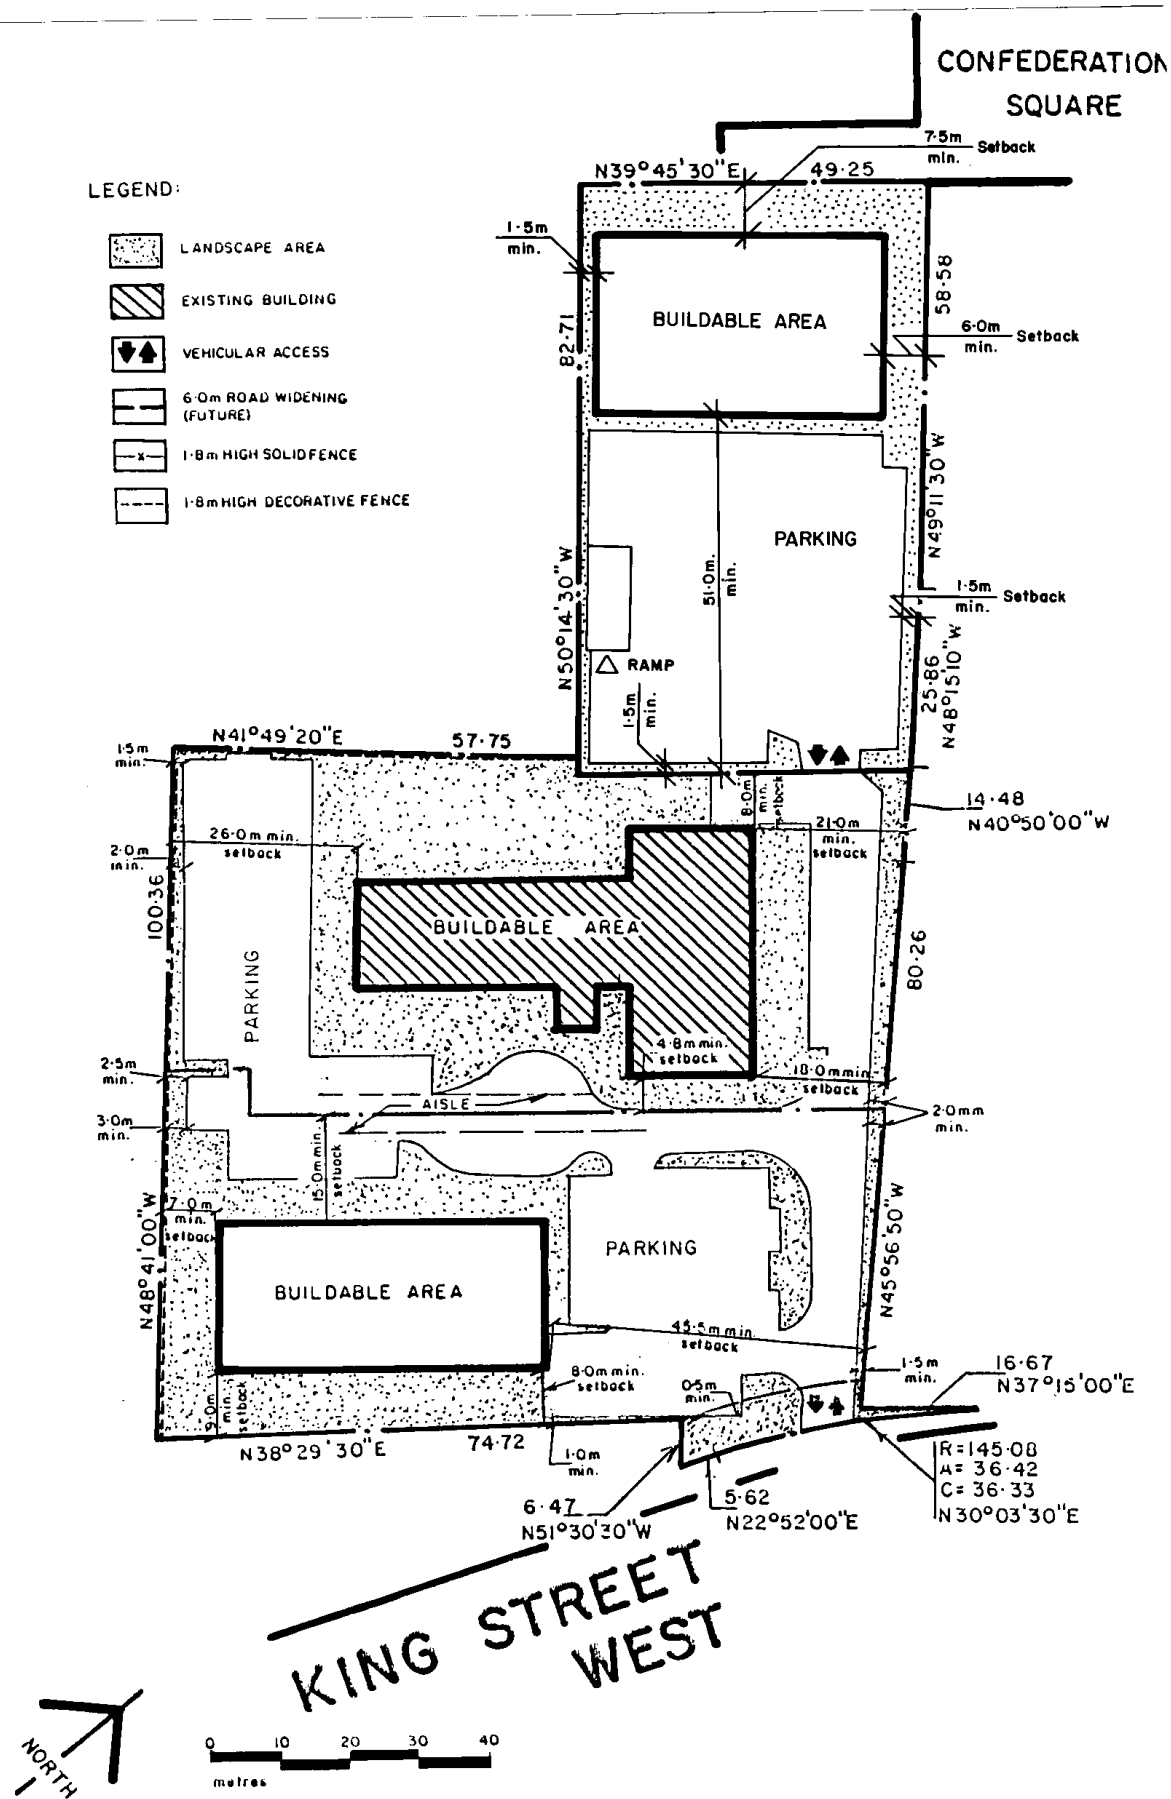 CONFEDERATION
SQUARE
7.5m
min.
Setback
N39°45'30"E
49.25
LEGEND:
LANDSCAPE AREA
EXISTING BUILDING
VEHICULAR ACCESS
6.0m ROAD WIDENING
(FUTURE)
1.8m HIGH SOLID FENCE
1.8m HIGH DECORATIVE FENCE
1.5m
min.
58.58
82.71
BUILDABLE AREA
6.0m
min.
Setback
N49°11'30"W
PARKING
51.0m.
min.
N50°14'30"W
1.5m
min.
Setback
RAMP
1.5m
min.
25.86
N48°15'10"W
N41°49'20"E
57.75
1.5m
min.
8.0m
min.
setback
14.48
N40°50'00"W
26.0m min.
setback
21.0m
min.
setback
2.0m
min.
100.36
BUILDABLE AREA
80.26
PARKING
4.8m min.
setback
2.5m
min.
18.0m min
setback
AISLE
2.0m
min.
3.0m
min.
15.0m min.
setback
7.0m
min.
setback
N48°41'00"W
PARKING
N45°56'50"W
BUILDABLE AREA
45.5m min.
setback
8.0m min.
setback
0.5m
min.
1.5m
min.
16.67
N37°15'00"E
9.0m
min.
setback
N38°29'30"E
74.72
1.0m
min.
R=145.08
A=36.42
C=36.33
N30°03'30"E
6.47
N51°30'30"W
5.62
N22°52'00"E
KING STREET
WEST
NORTH
0 10 20 30 40
metres